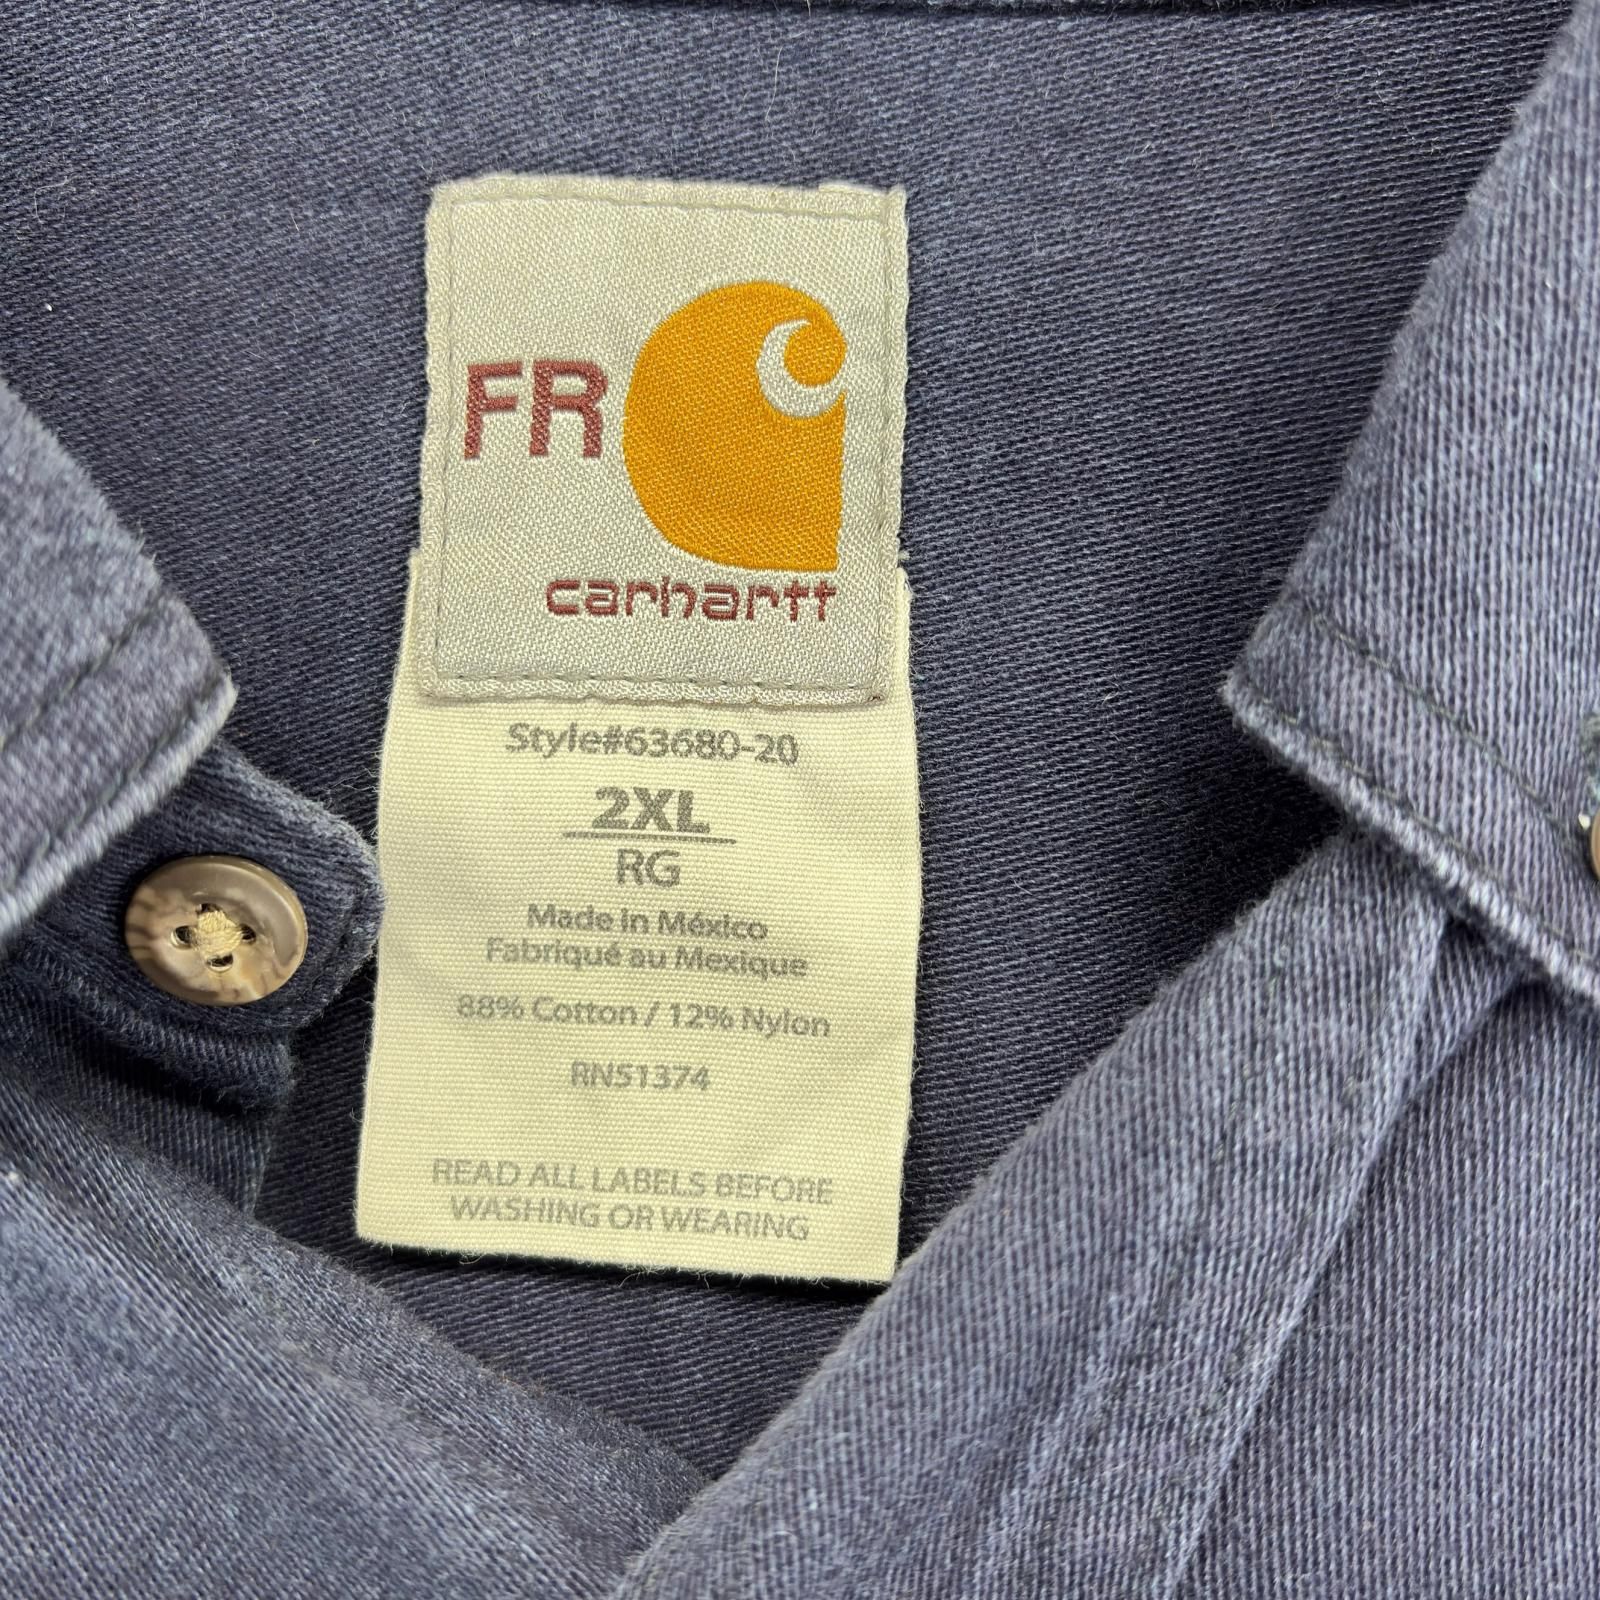 FR
carhartt
Style#63680-20
2XL
RG
Made in México
Fabriqué au Mexique
88% Cotton / 12% Nylon
RN51374
READ ALL LABELS BEFORE
WASHING OR WEARING